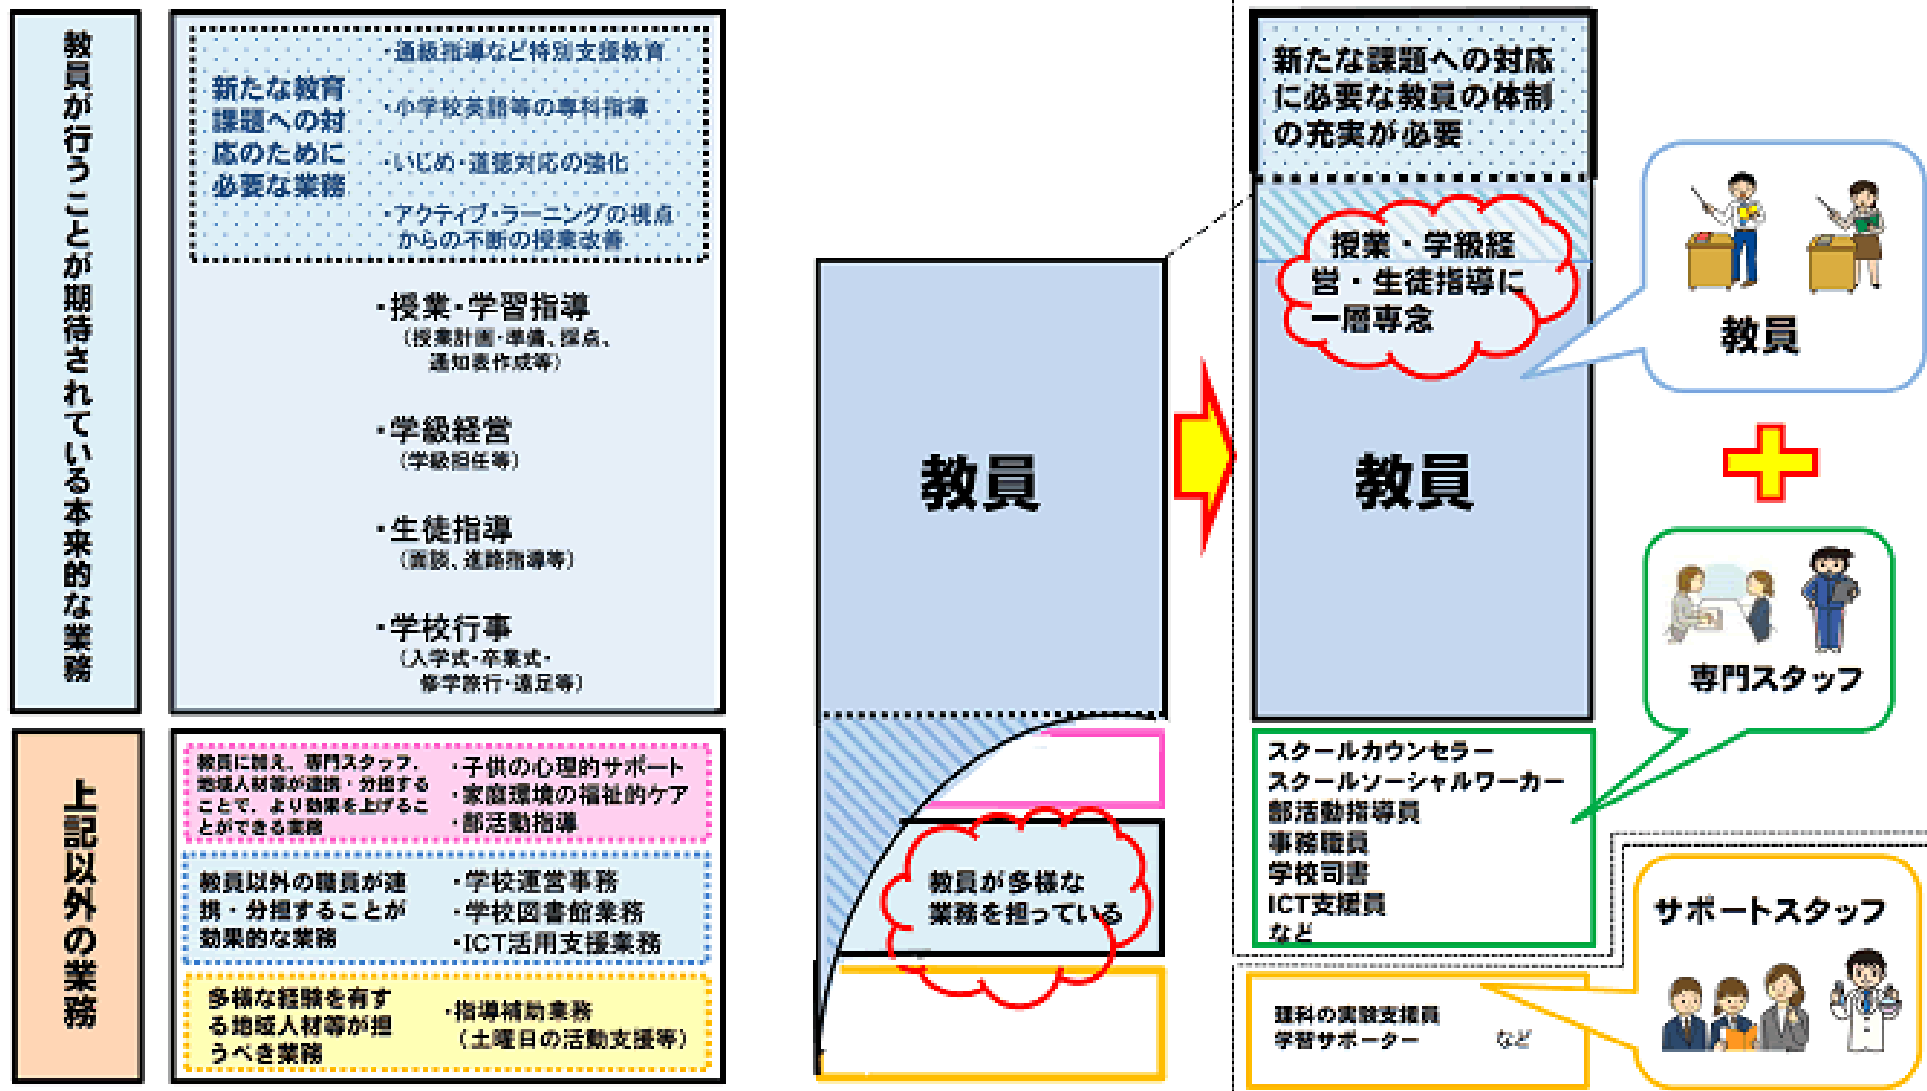 教員が行うことが期待されている本来的な業務
新たな教育
課題への対
応のために
必要な業務
・通級指導など特別支援教育
・小学校英語等の専科指導
・いじめ・道徳対応の強化
・アクティブ・ラーニングの視点
からの不断の授業改善
・授業・学習指導
（授業計画・準備、採点、
通知表作成等）
・学級経営
（学級担任等）
・生徒指導
（面談、進路指導等）
・学校行事
（入学式・卒業式・
修学旅行・遠足等）
上記以外の業務
教員に加え、専門スタッフ、
地域人材等が連携・分担する
ことで、より効果を上げるこ
とができる業務
・子供の心理的サポート
・家庭環境の福祉的ケア
・部活動指導
教員以外の職員が連
携・分担することが
効果的な業務
・学校運営事務
・学校図書館業務
・ICT活用支援業務
多様な経験を有す
る地域人材等が担
うべき業務
・指導補助業務
（土曜日の活動支援等）
教員
教員が多様な
業務を担っている
新たな課題への対応
に必要な教員の体制
の充実が必要
授業・学級経
営・生徒指導に
一層専念
教員
教員
専門スタッフ
スクールカウンセラー
スクールソーシャルワーカー
部活動指導員
事務職員
学校司書
ICT支援員
など
サポートスタッフ
理科の実験支援員
学習サポーター など